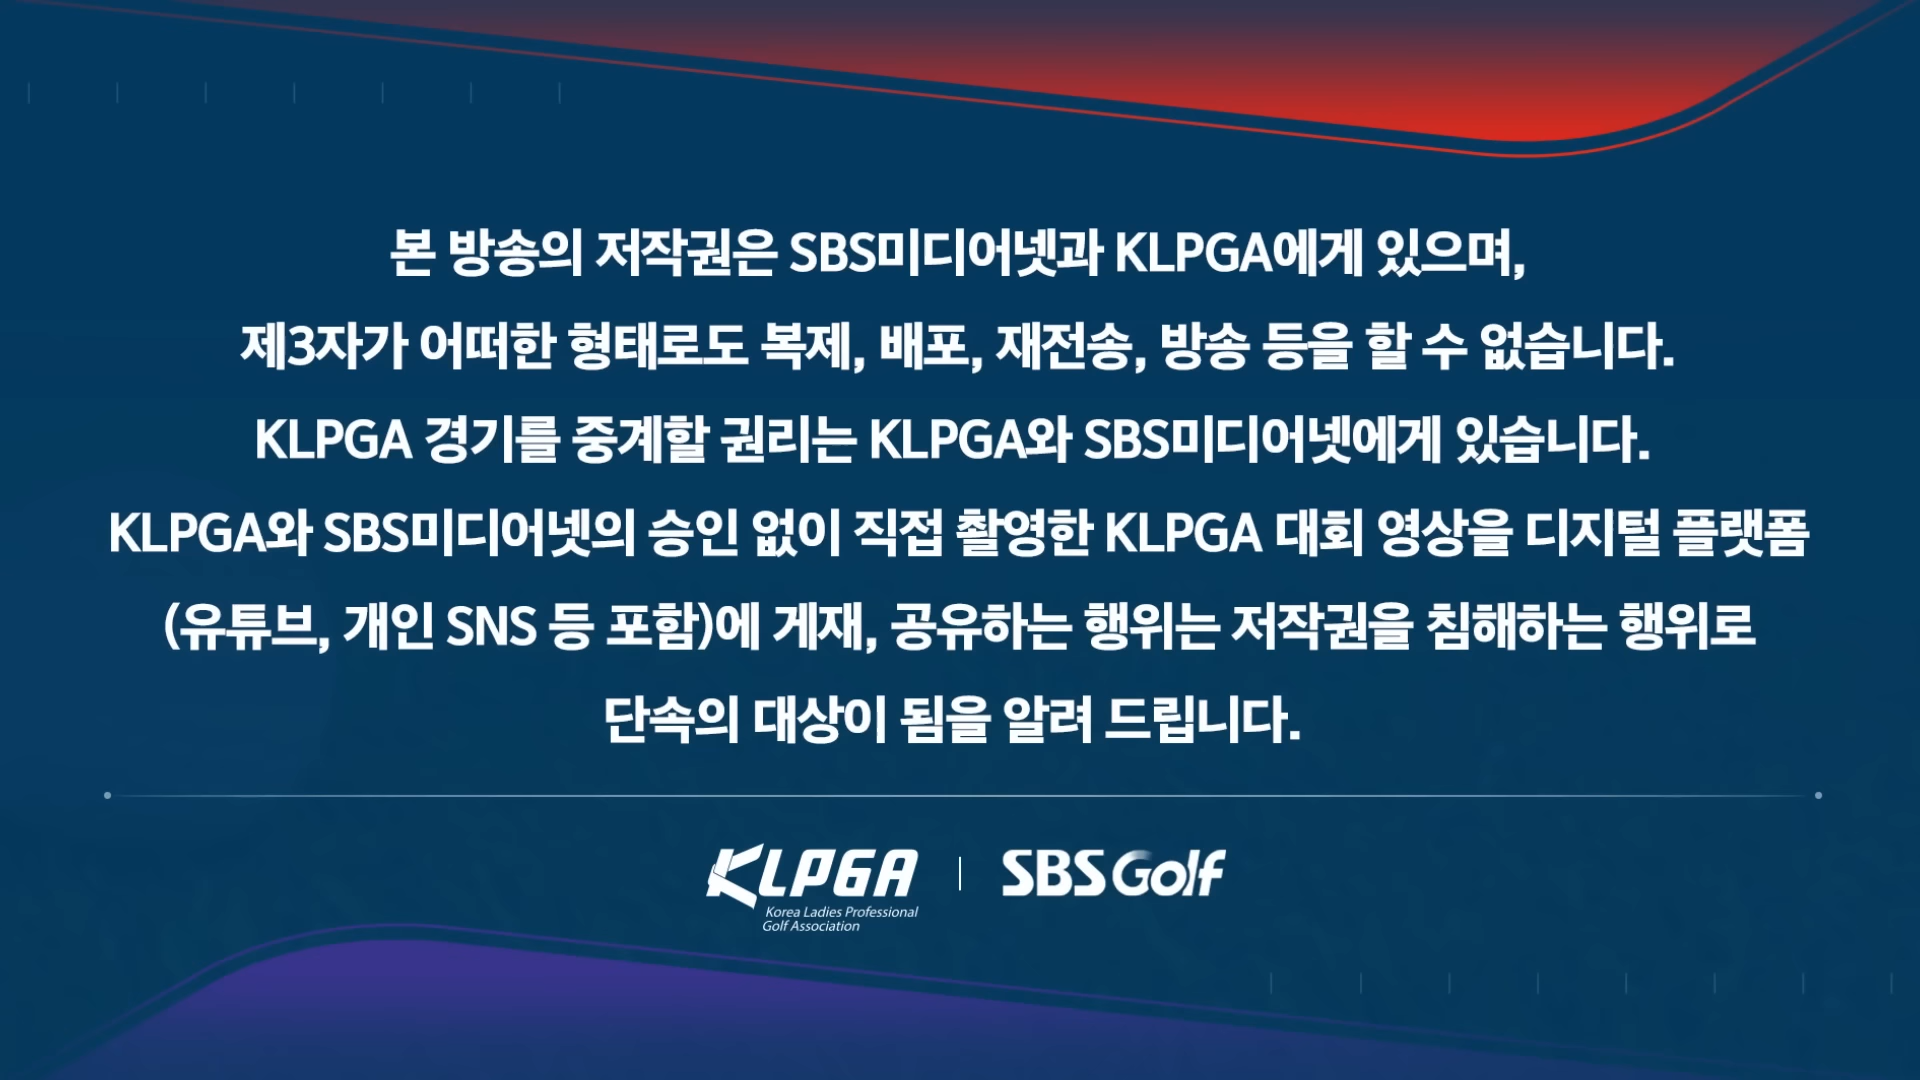 본 방송의 저작권은 SBS미디어넷과 KLPGA에게 있으며,
제3자가 어떠한 형태로도 복제, 배포, 재전송, 방송 등을 할 수 없습니다.
KLPGA 경기를 중계할 권리는 KLPGA와 SBS미디어넷에게 있습니다.
KLPGA와 SBS미디어넷의 승인 없이 직접 촬영한 KLPGA 대회 영상을 디지털 플랫폼
(유튜브, 개인 SNS 등 포함)에 게재, 공유하는 행위는 저작권을 침해하는 행위로
단속의 대상이 됨을 알려 드립니다.
KLPGA
Korea Ladies Professional
Golf Association
SBS Golf